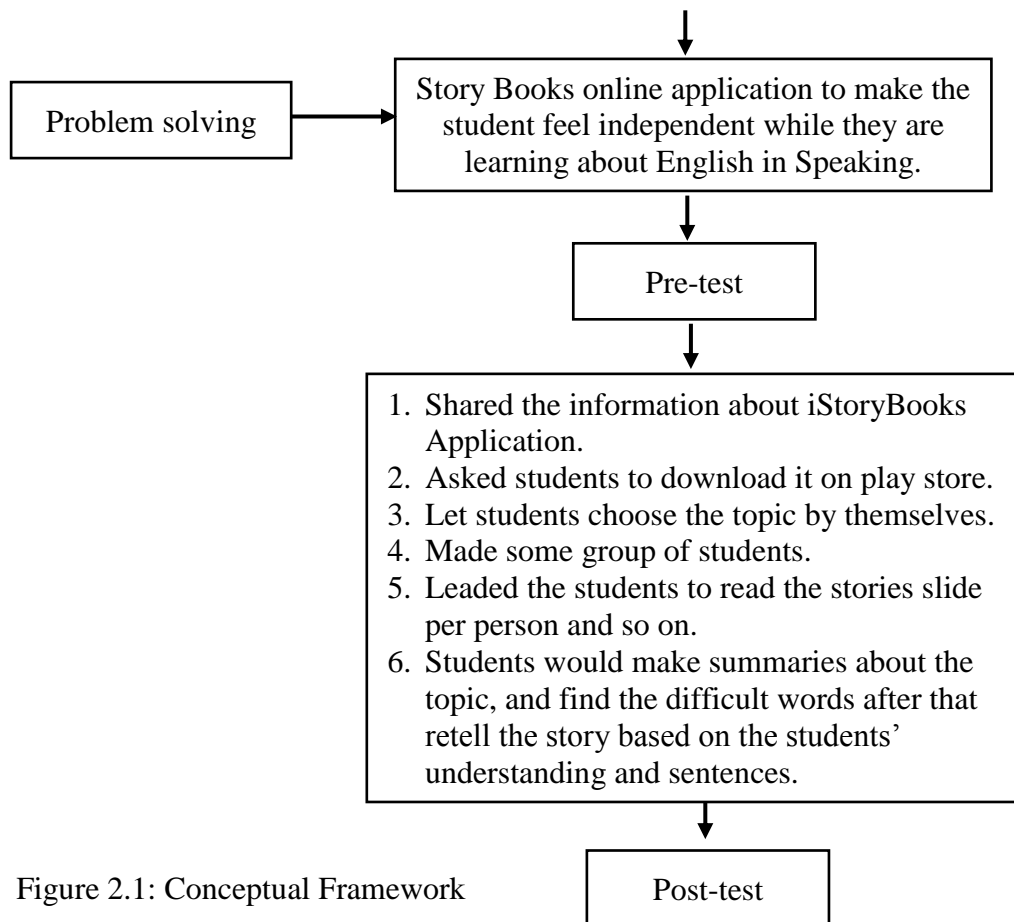 Problem solving
Story Books online application to make the
student feel independent while they are
learning about English in Speaking.
Pre-test
1. Shared the information about iStoryBooks
Application.
2. Asked students to download it on play store.
3. Let students choose the topic by themselves.
4. Made some group of students.
5. Leaded the students to read the stories slide
per person and so on.
6. Students would make summaries about the
topic, and find the difficult words after that
retell the story based on the students’
understanding and sentences.
Figure 2.1: Conceptual Framework
Post-test